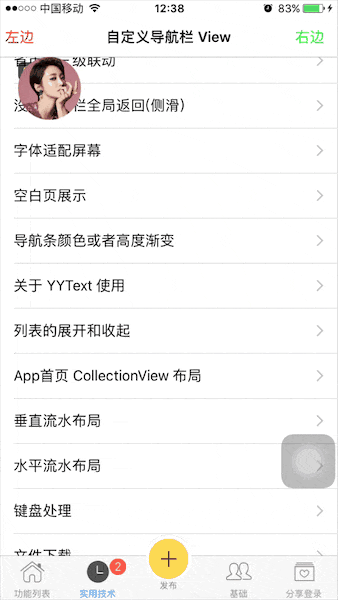 中国移动 12:38 83%
左边 自定义导航栏 View 右边
级联动
栏全局返回(侧滑)
字体适配屏幕
空白页展示
导航条颜色或者高度渐变
关于 YYText 使用
列表的展开和收起
App首页 CollectionView 布局
垂直流水布局
水平流水布局
键盘处理
文件下载
2
功能列表 实用技术 发布 基础 分享登录